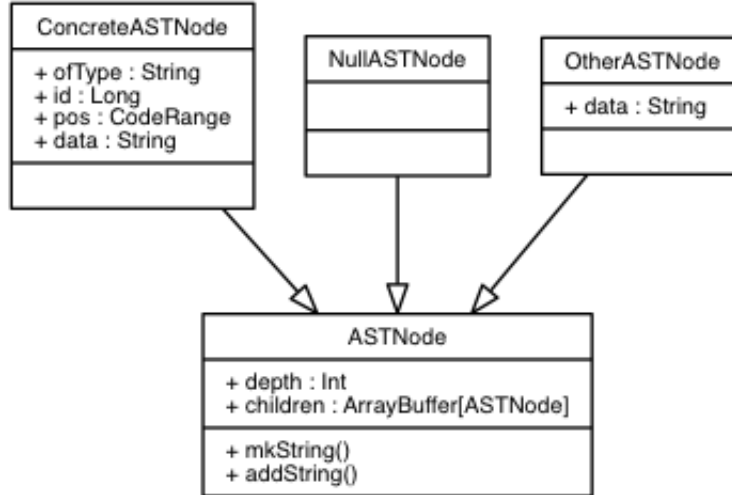 ConcreteASTNode
+ ofType : String
+ id : Long
+ pos : CodeRange
+ data : String
NullASTNode
OtherASTNode
+ data : String
ASTNode
+ depth : Int
+ children : ArrayBuffer[ASTNode]
+ mkString()
+ addString()